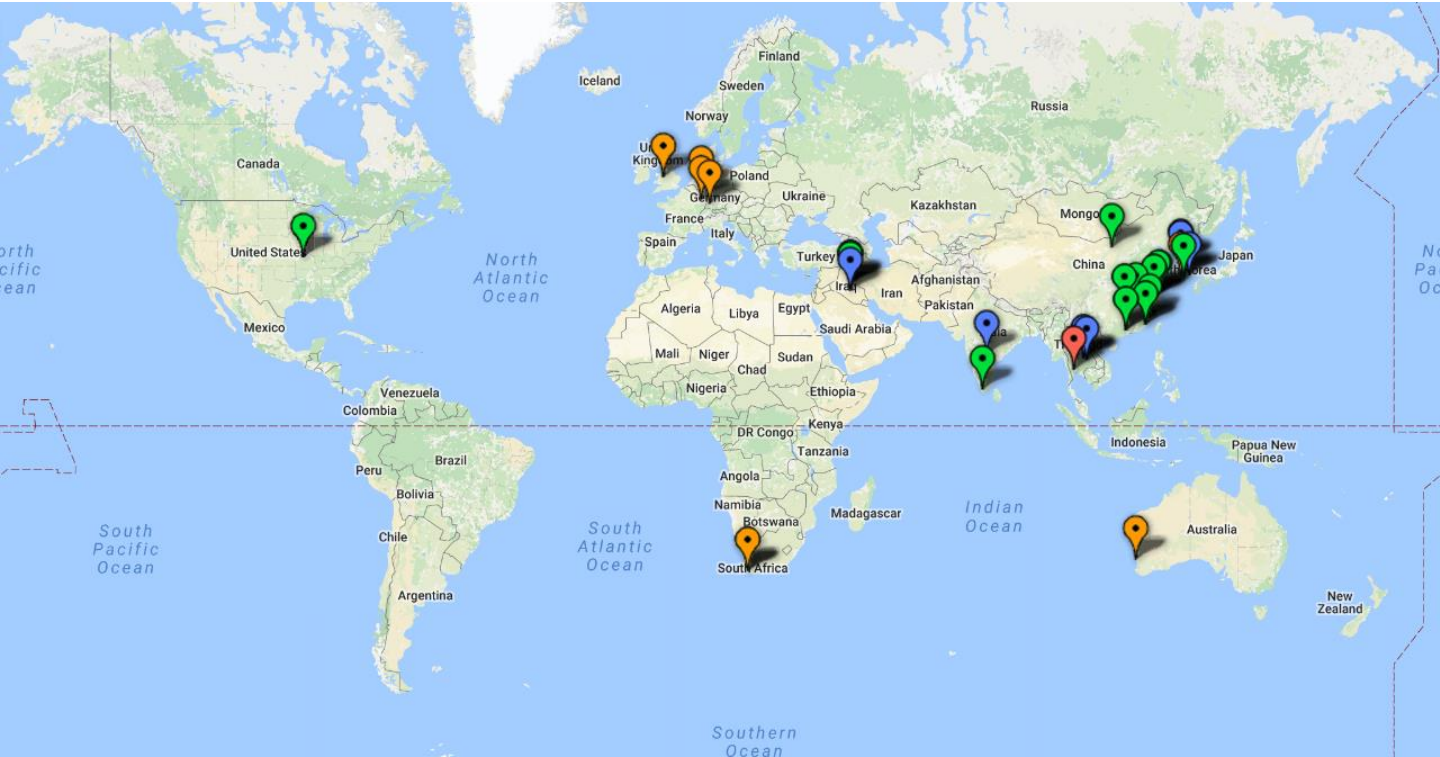 Finland
Iceland
Sweden
Russia
Norway
Canada
Poland
Germany
Ukraine
Kazakhstan
France
Italy
Spain
United States
Turkey
China
Japan
North
Atlantic
Ocean
Iraq
Iran
Afghanistan
Pakistan
Algeria
Libya
Egypt
Saudi Arabia
Mexico
Mali
Niger
Sudan
Chad
Nigeria
Ethiopia
Venezuela
Colombia
DR Congo
Kenya
Tanzania
Indonesia
Papua New
Guinea
Peru
Brazil
Angola
Bolivia
Namibia
Botswana
Madagascar
Indian
Ocean
Australia
South
Pacific
Ocean
South
Atlantic
Ocean
Chile
South Africa
Argentina
New
Zealand
Southern
Ocean